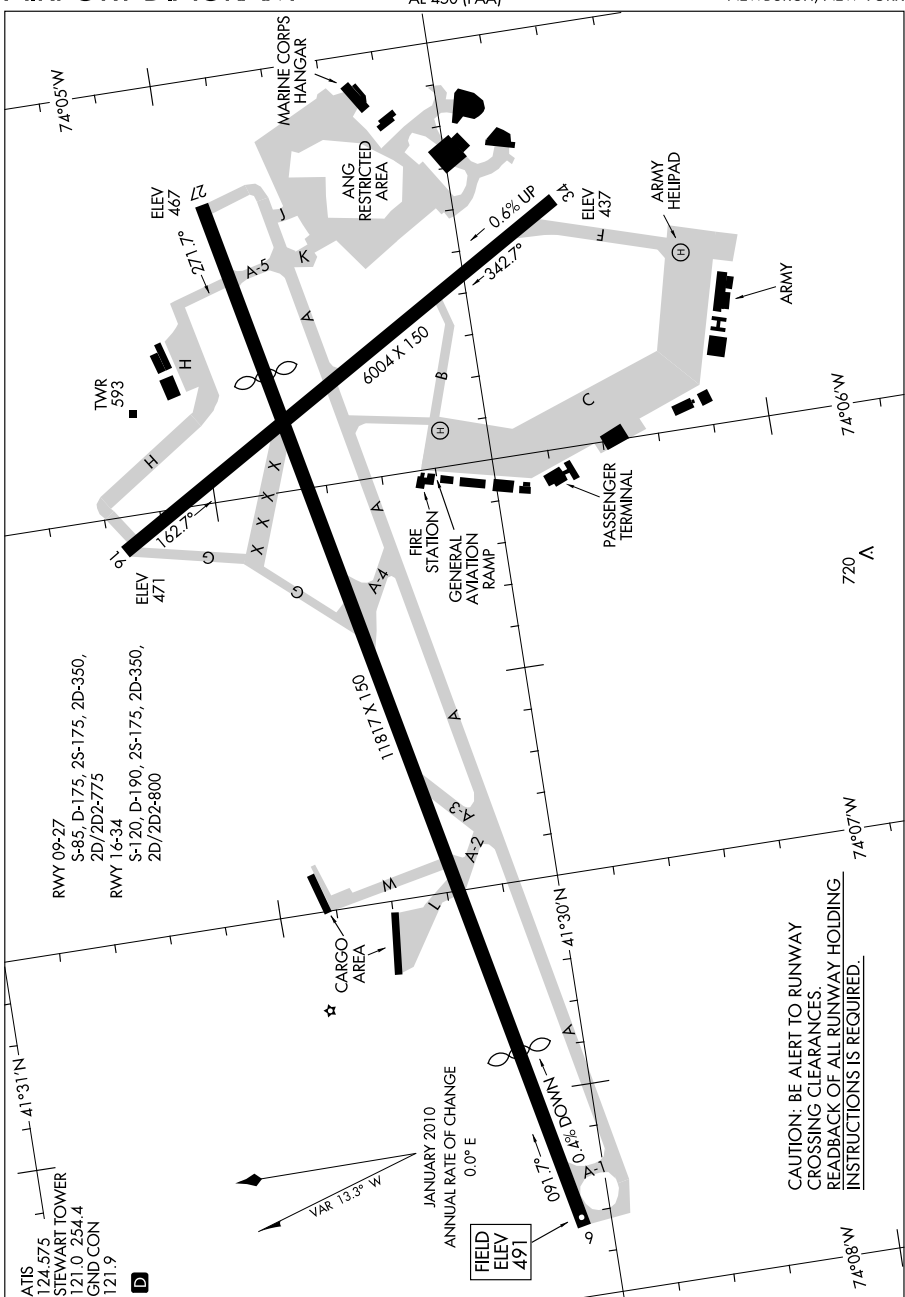 ATIS
124.575
STEWART TOWER
121.0 254.4
GND CON
121.9
D
41°31'N
RWY 09-27
S-85, D-175, 2S-175, 2D-350,
2D/2D2-775
RWY 16-34
S-120, D-190, 2S-175, 2D-350,
2D/2D2-800
AL-450 (FAA)
74°05'W
MARINE CORPS
HANGAR
ANG
RESTRICTED
AREA
ELEV
467
27
271.7°
J
K
A-5
A
TWR
593
H
H
16
162.7°
ELEV
471
G
G
X X X X
6004 X 150
0.6% UP
342.7°
34
ELEV
437
F
ARMY
HELIPAD
H
ARMY
B
C
H
FIRE
STATION
GENERAL
AVIATION
RAMP
PASSENGER
TERMINAL
74°06'W
720
A-4
A
11817 X 150
A
A-3
A-2
M
L
CARGO
AREA
41°30'N
74°07'W
A
VAR 13.3° W
JANUARY 2010
ANNUAL RATE OF CHANGE
0.0° E
091.7°
0.4% DOWN
A-1
9
FIELD
ELEV
491
CAUTION: BE ALERT TO RUNWAY
CROSSING CLEARANCES.
READBACK OF ALL RUNWAY HOLDING
INSTRUCTIONS IS REQUIRED.
74°08'W